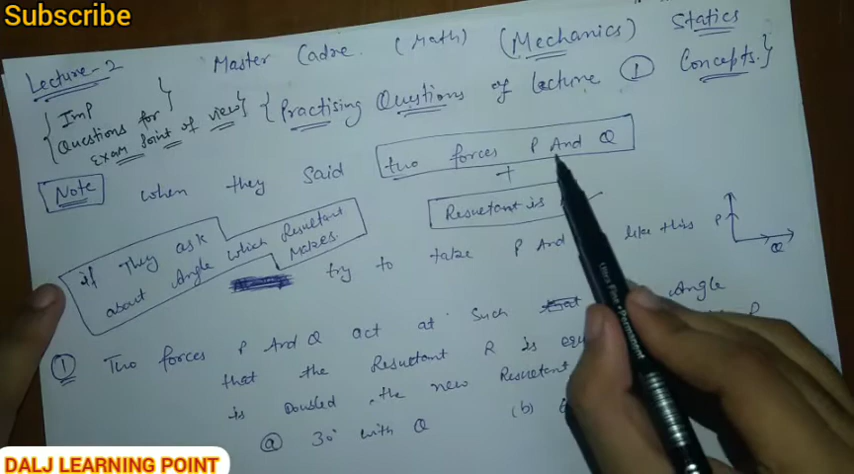 Subscribe
Lecture-2 Master Cadre (Math) (Mechanics) Statics
{ Imp Questions for Exam Point of view } { Practising Questions of lecture ① Concepts. }
Note when they said two forces P And Q
+
Resultant is
if They ask about Angle which Resultant Makes.
try to take P And like this P
Q
① Two forces P And Q act at such Angle
that the Resultant R is
is Doubled, the new Resultant
(a) 30° with Q (b)
DALJ LEARNING POINT